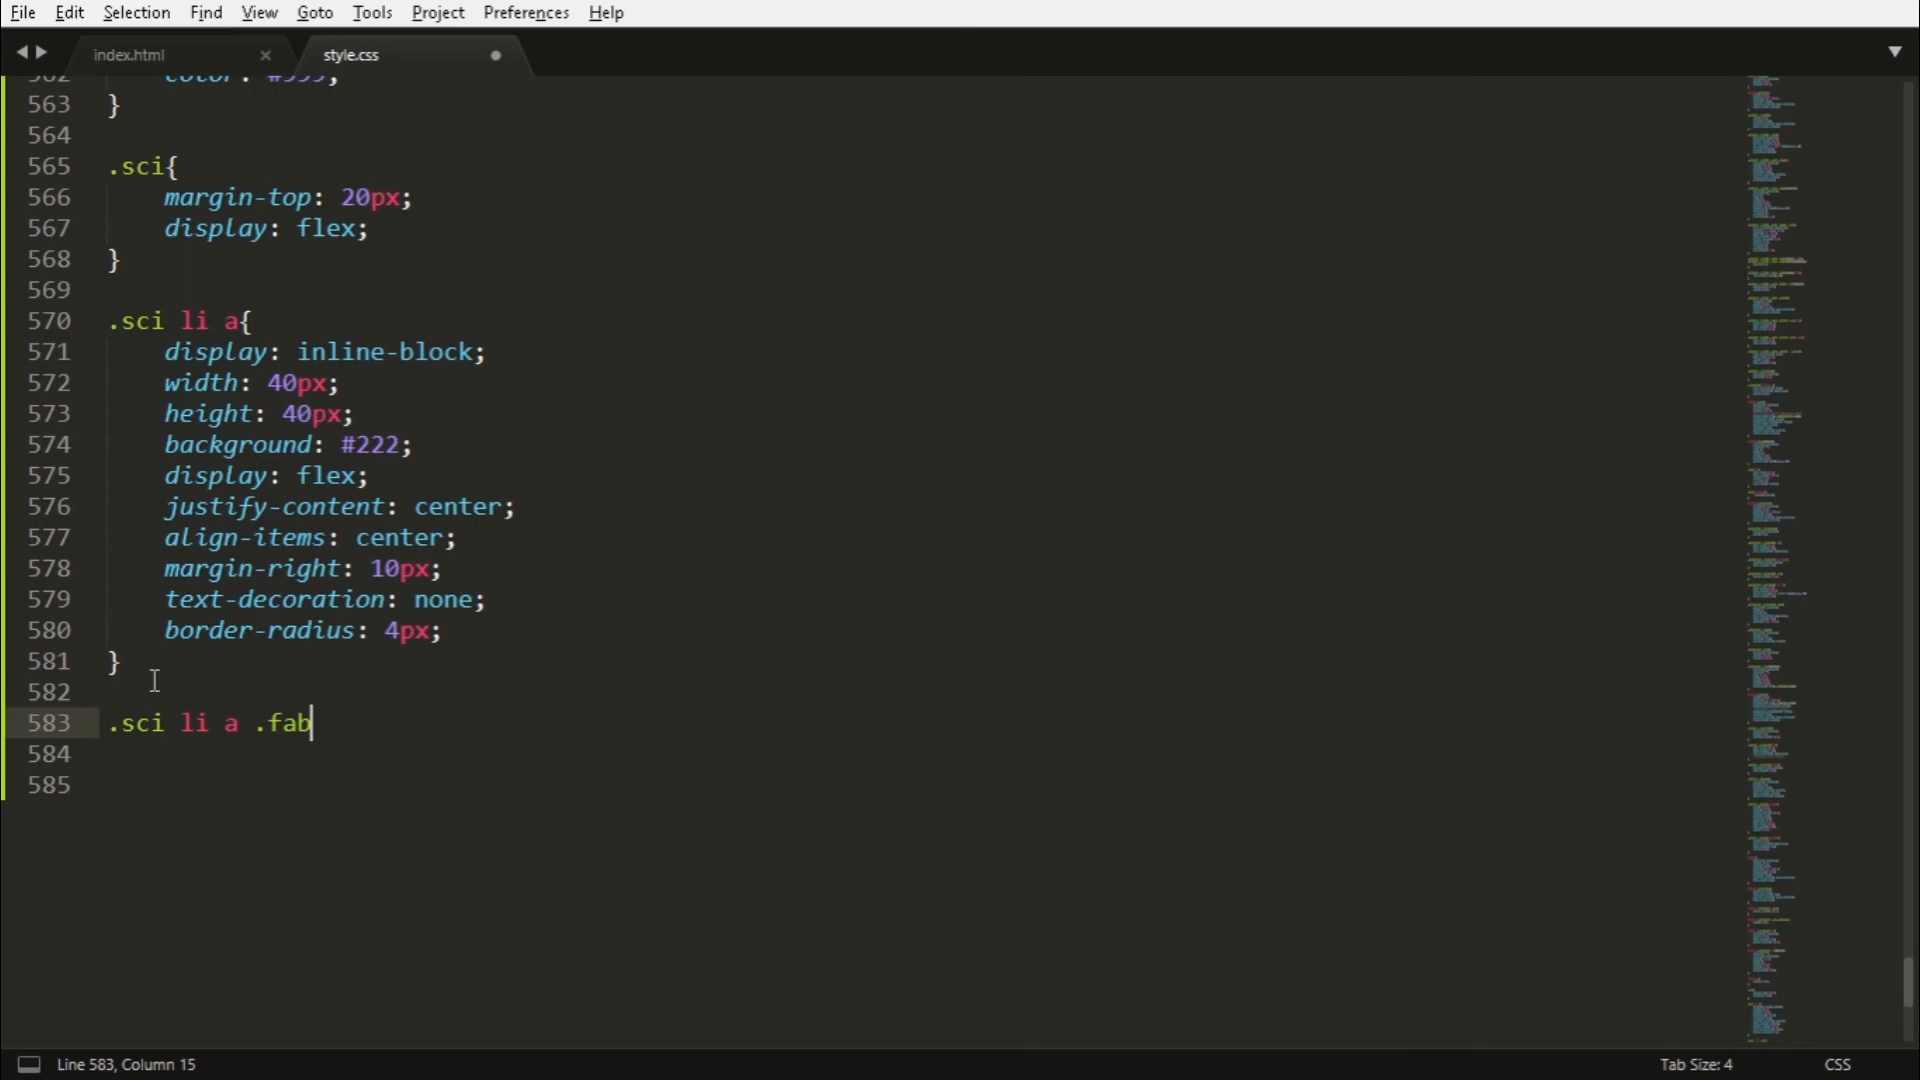 File Edit Selection Find View Goto Tools Project Preferences Help
index.html × style.css
562 color: #999;
563 }
564
565 .sci{
566 margin-top: 20px;
567 display: flex;
568 }
569
570 .sci li a{
571 display: inline-block;
572 width: 40px;
573 height: 40px;
574 background: #222;
575 display: flex;
576 justify-content: center;
577 align-items: center;
578 margin-right: 10px;
579 text-decoration: none;
580 border-radius: 4px;
581 }
582
583 .sci li a .fab
584
585
Line 583, Column 15 Tab Size: 4 CSS